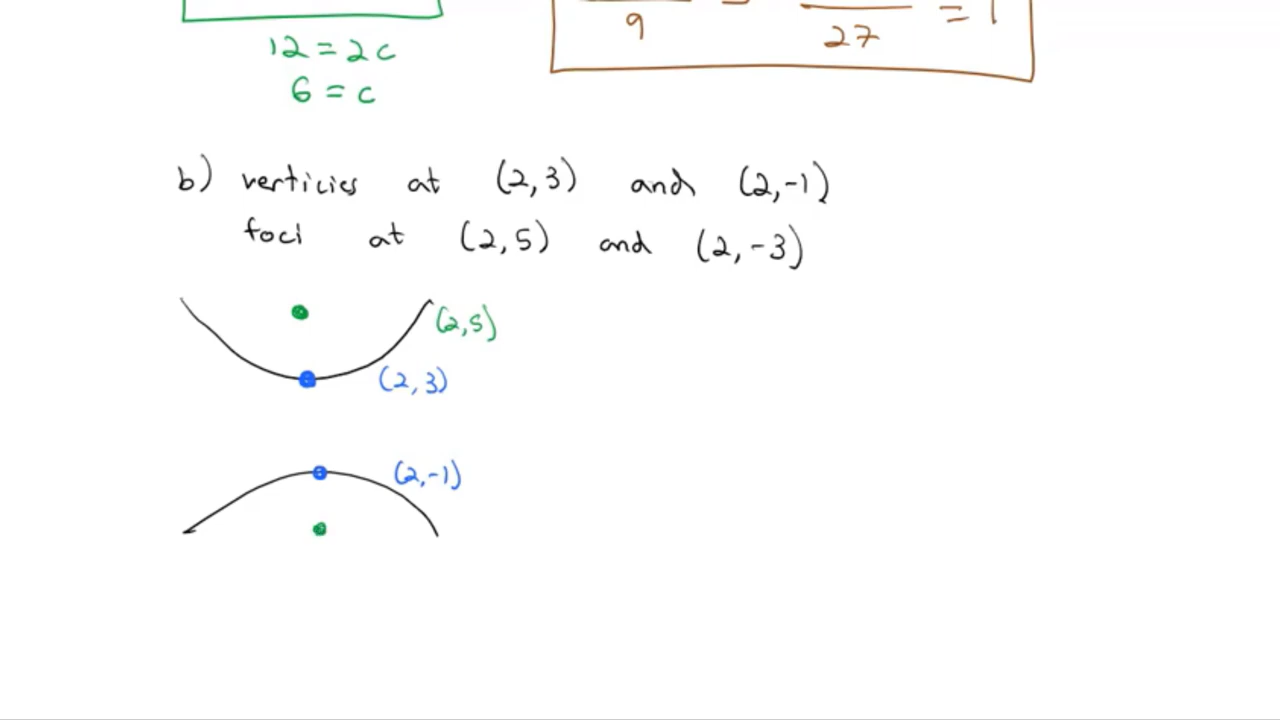 9 27 = 1
12 = 2c
6 = c
b) verticies at (2,3) and (2,-1)
foci at (2,5) and (2,-3)
(2,5)
(2,3)
(2,-1)